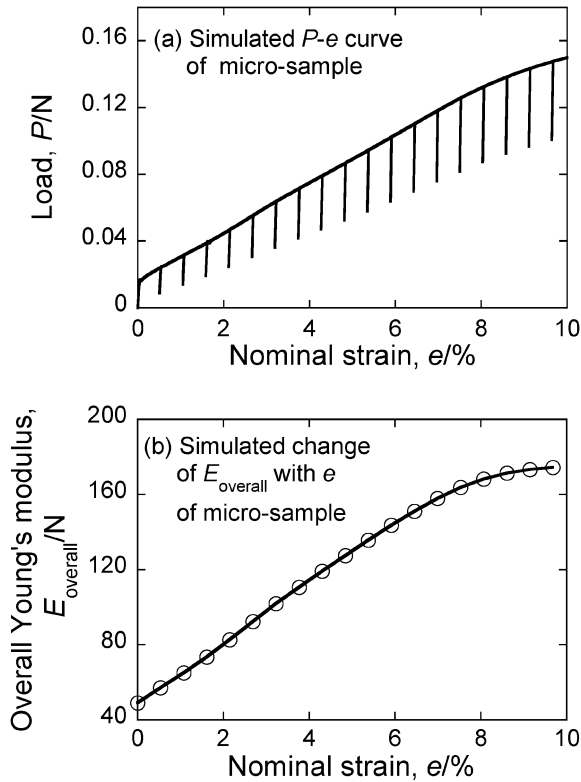 0.16
(a) Simulated P-e curve
of micro-sample
0.12
Load, P/N
0.08
0.04
0
0 2 4 6 8 10
Nominal strain, e/%
200
(b) Simulated change
of Eoverall with e
of micro-sample
160
Overall Young's modulus,
Eoverall/N
120
80
40
0 2 4 6 8 10
Nominal strain, e/%